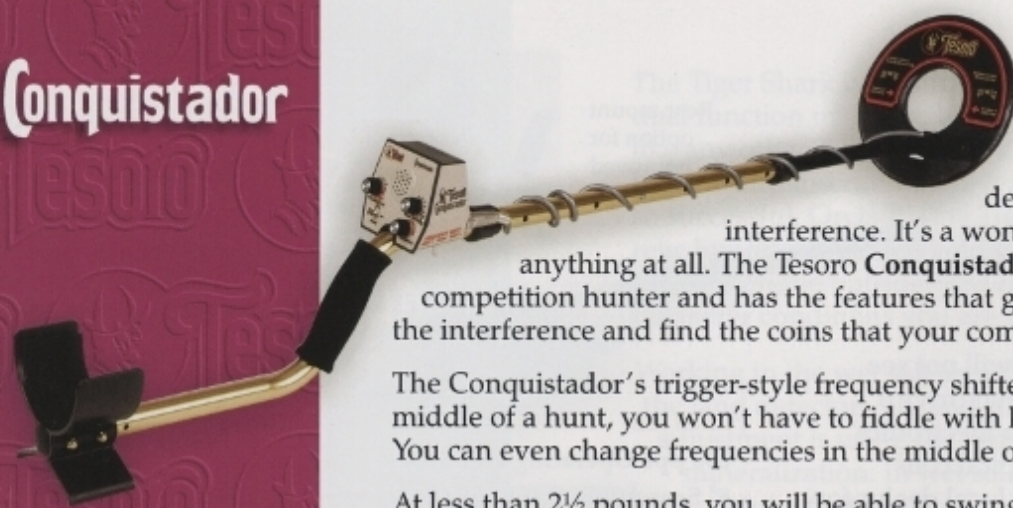 Conquistador
Tesoro
Tesoro
de
interference. It's a won
anything at all. The Tesoro Conquistad
competition hunter and has the features that g
the interference and find the coins that your com
The Conquistador's trigger-style frequency shifte
middle of a hunt, you won't have to fiddle with
You can even change frequencies in the middle o
At less than 2½ pounds, you will be able to swing